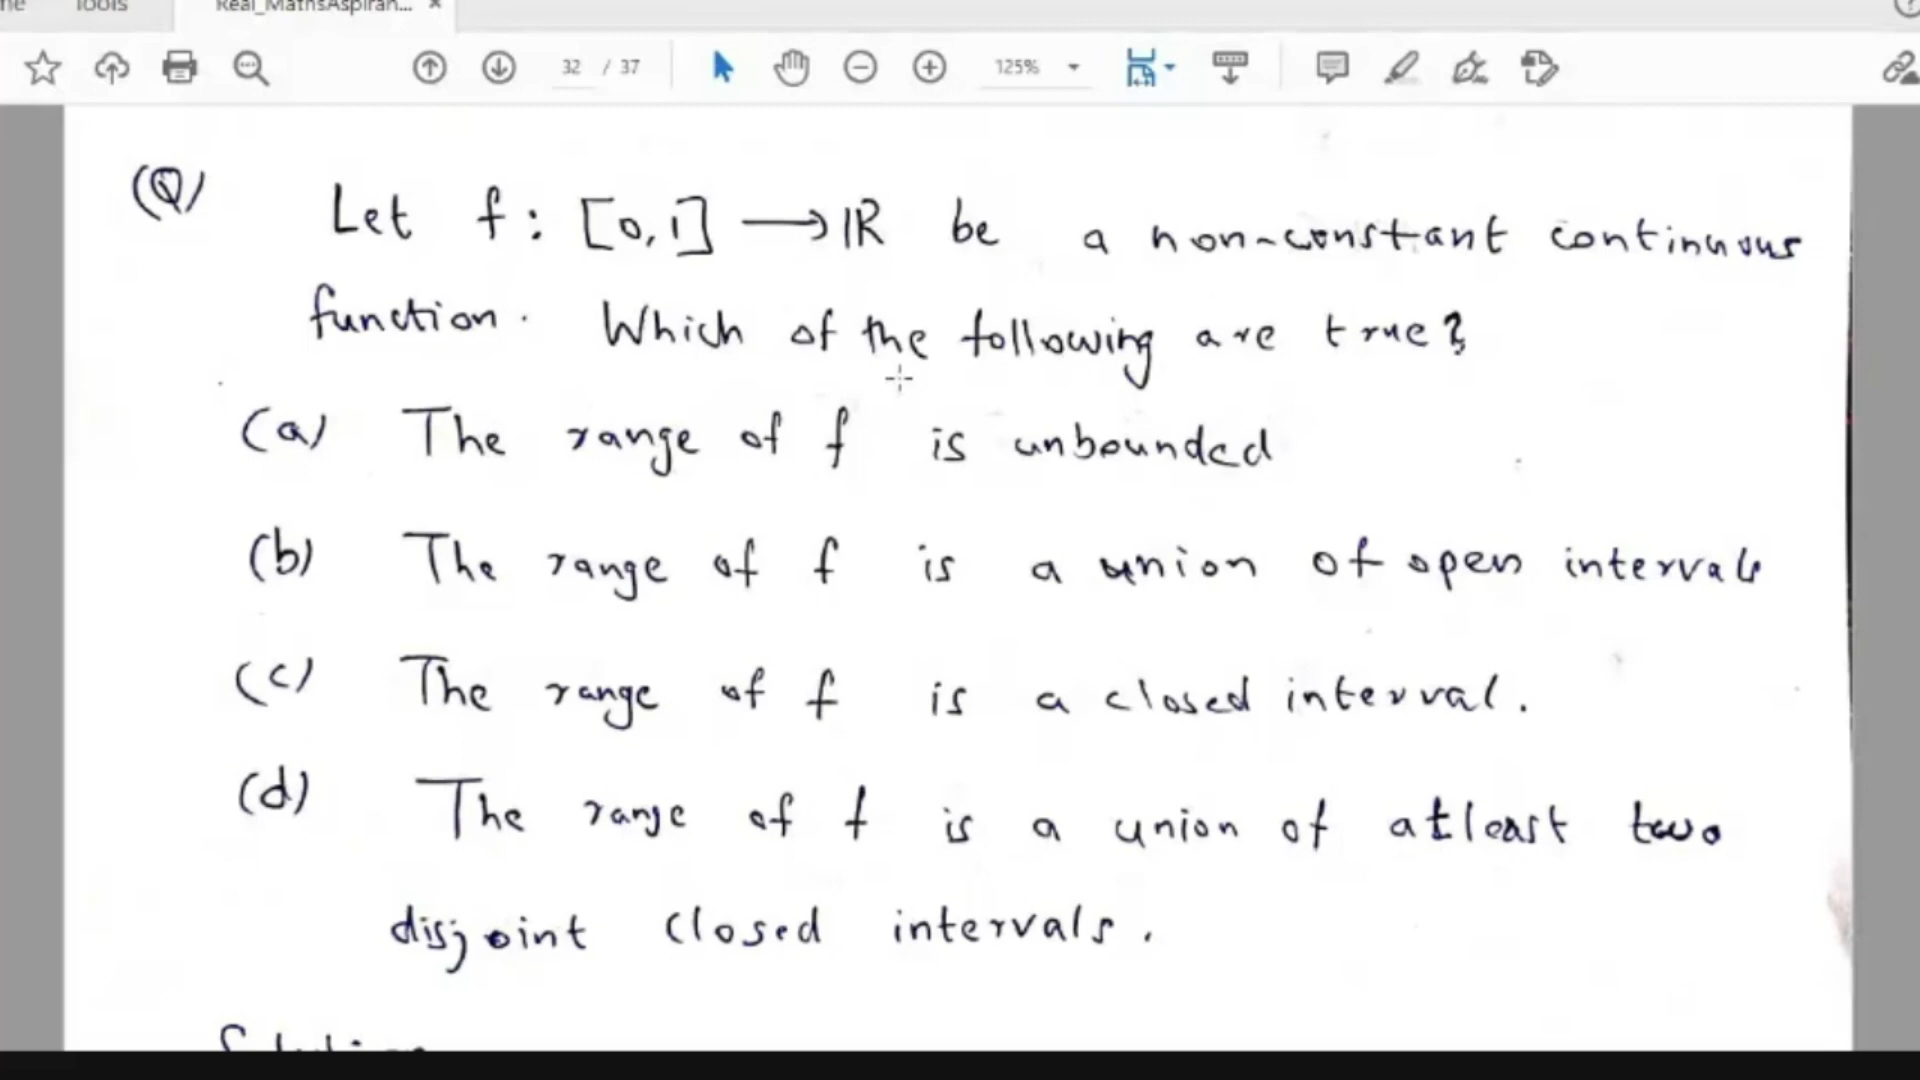 Tools
Real_MathsAspiran... ×
32 / 37
125%
(Q) Let f: [0,1] ⟶ IR be a non-constant continuous
function. Which of the following are true?
(a) The range of f is unbounded
(b) The range of f is a union of open intervals
(c) The range of f is a closed interval.
(d) The range of f is a union of atleast two
disjoint closed intervals.